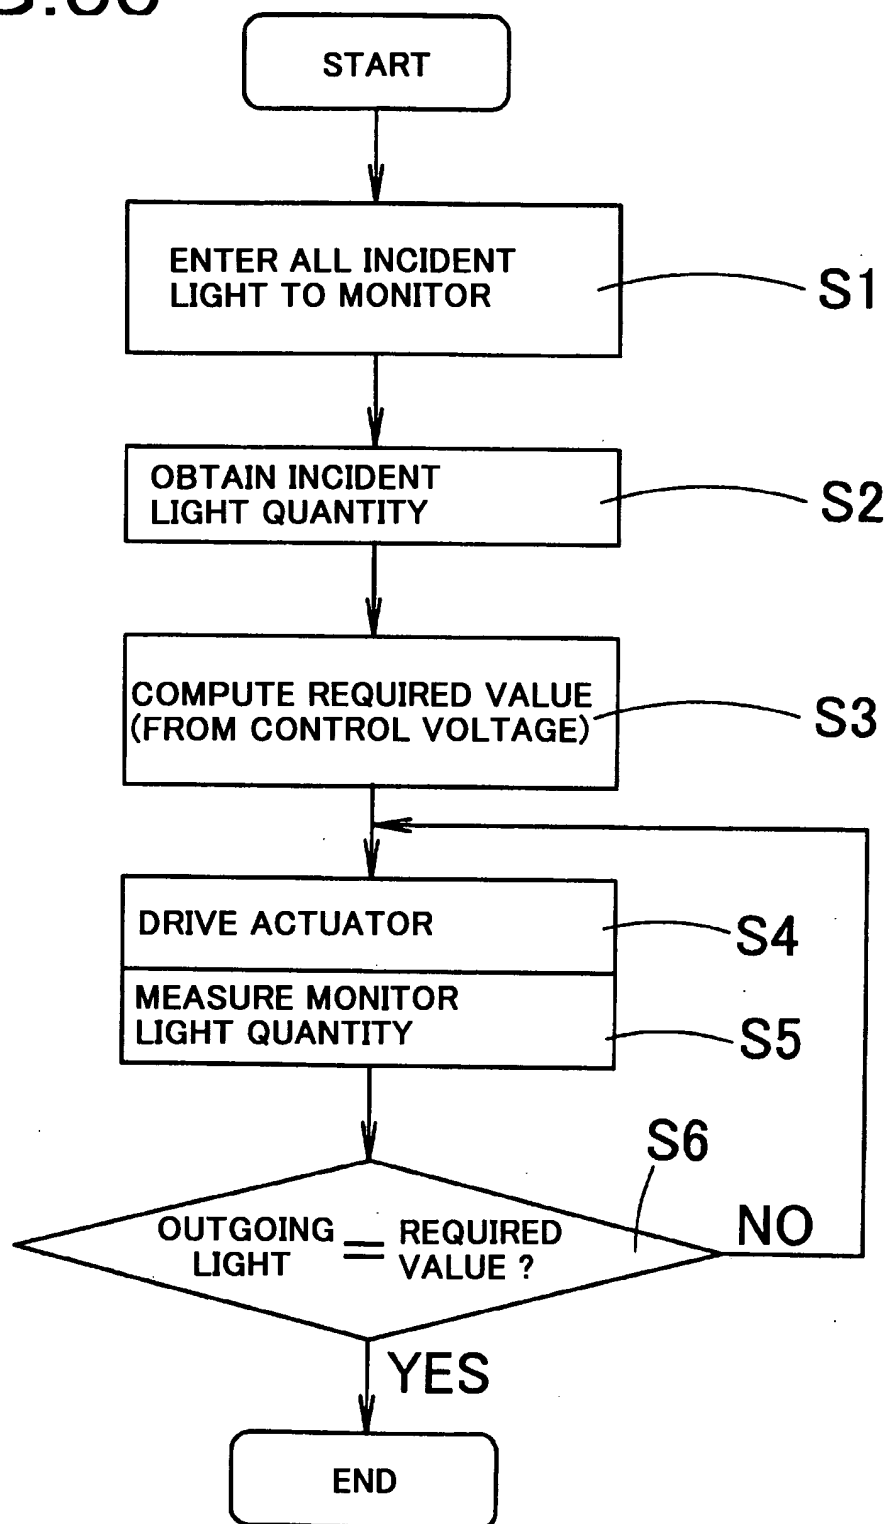 START
ENTER ALL INCIDENT
LIGHT TO MONITOR
S1
OBTAIN INCIDENT
LIGHT QUANTITY
S2
COMPUTE REQUIRED VALUE
(FROM CONTROL VOLTAGE)
S3
DRIVE ACTUATOR
S4
MEASURE MONITOR
LIGHT QUANTITY
S5
S6
OUTGOING
LIGHT
=
REQUIRED
VALUE ?
NO
YES
END